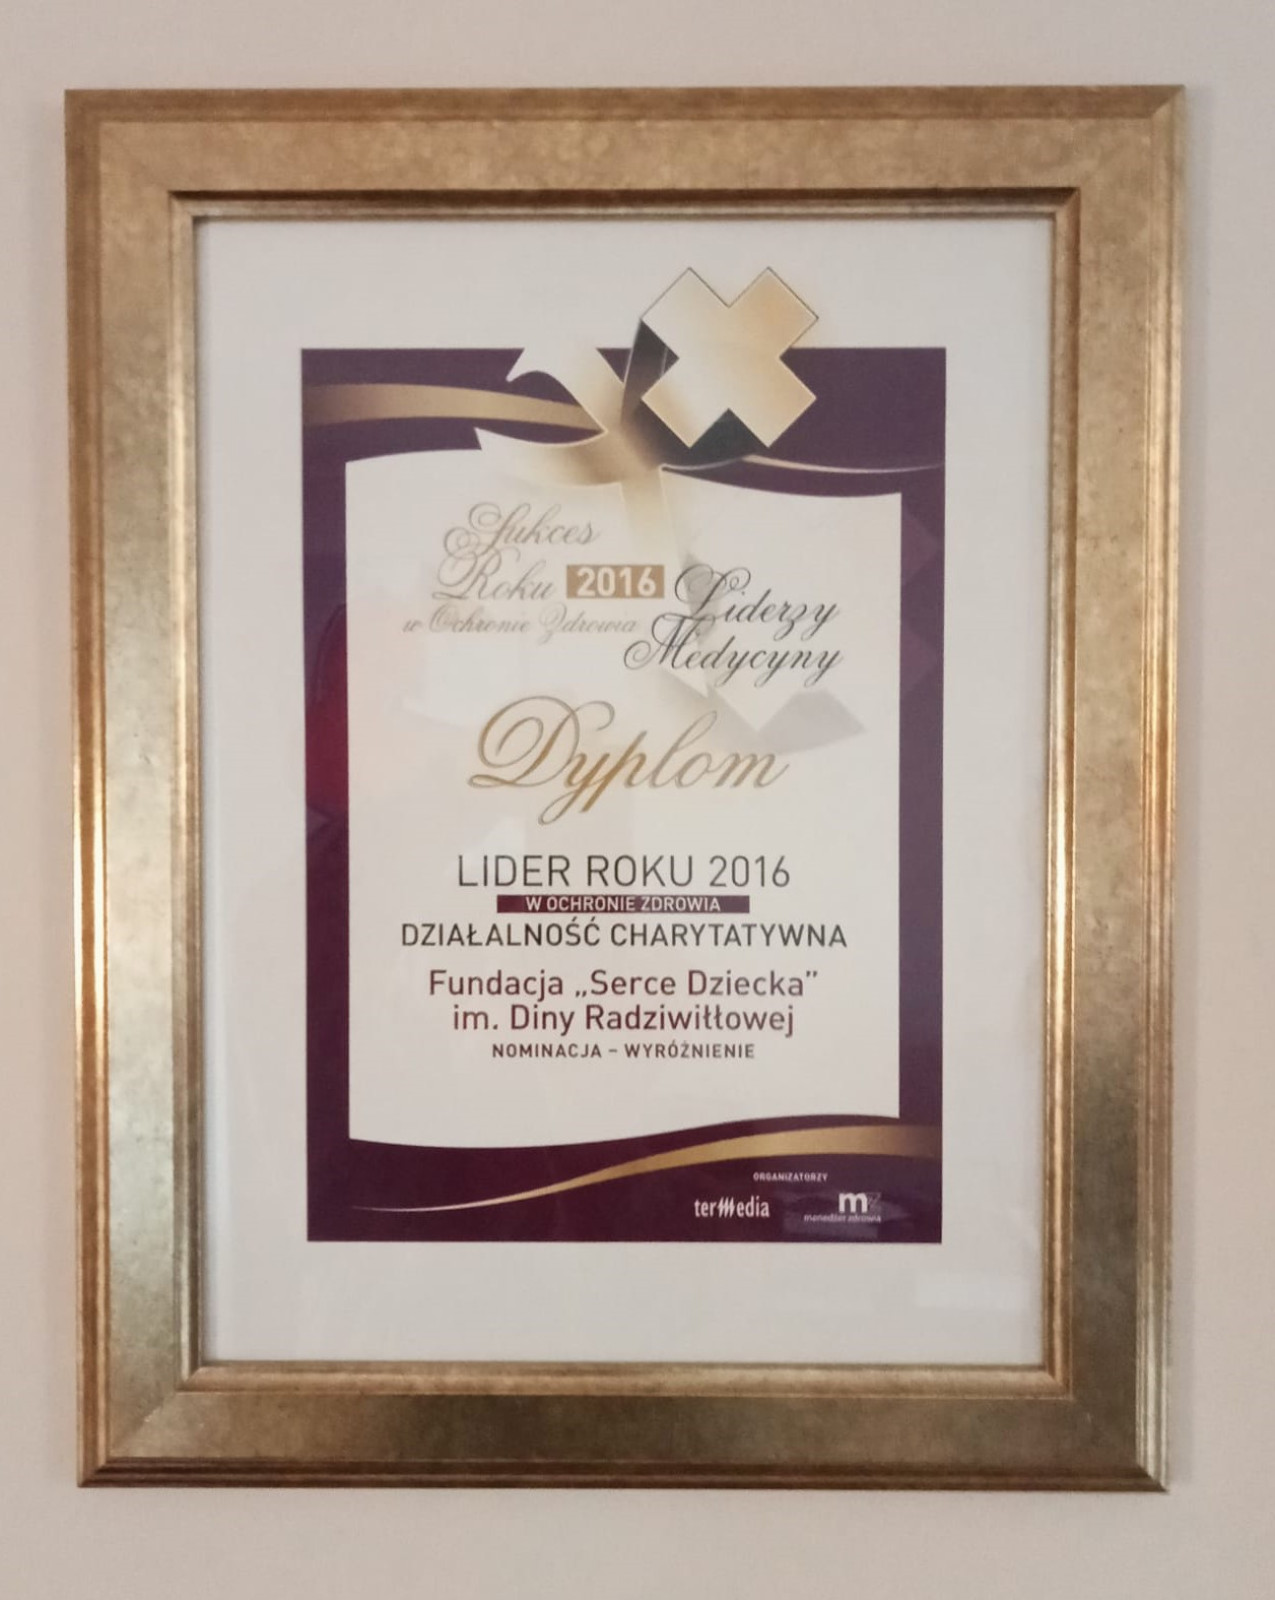 Sukces
Roku 2016
w Ochronie Zdrowia
Liderzy
Medycyny
Dyplom
LIDER ROKU 2016
W OCHRONIE ZDROWIA
DZIAŁALNOŚĆ CHARYTATYWNA
Fundacja „Serce Dziecka”
im. Diny Radziwiłłowej
NOMINACJA – WYRÓŻNIENIE
ORGANIZATORZY
termedia
mz
menedżer zdrowia